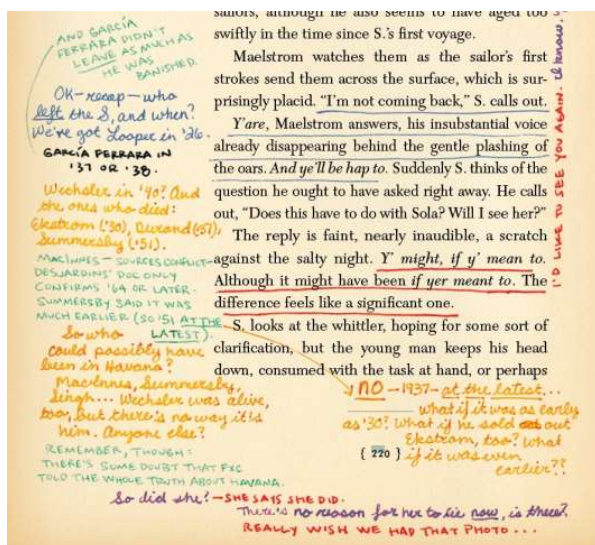 AND GARCÍA
FERRARA DIDN'T
LEAVE AS MUCH AS
HE WAS
BANISHED.
OK-recap-who
left the S, and when?
We've got Looper in '26.
GARCÍA FERRARA IN
'37 OR '38.
Wechsler in '40? And
the ones who died:
Ekstrom ('30), Durand ('37),
Summersby ('51).
MACINNES - SOURCES CONFLICT-
DESJARDINS' DOC ONLY
CONFIRMS '64 OR LATER-
SUMMERSBY SAID IT WAS
MUCH EARLIER (SO '51 AT THE
LATEST).
So who
could possibly have
been in Havana?
MacInnes, Summersby,
Singh... Wechsler was alive,
too, but there's no way it's
him. Anyone else?
REMEMBER, THOUGH:
THERE'S SOME DOUBT THAT FXC
TOLD THE WHOLE TRUTH ABOUT HAVANA.
sailors, although he also seems to have aged too
swiftly in the time since S.'s first voyage.
Maelstrom watches them as the sailor's first
strokes send them across the surface, which is sur-
prisingly placid. "I'm not coming back," S. calls out.
Y'are, Maelstrom answers, his insubstantial voice
already disappearing behind the gentle plashing of
the oars. And ye'll be hap to. Suddenly S. thinks of the
question he ought to have asked right away. He calls
out, "Does this have to do with Sola? Will I see her?"
The reply is faint, nearly inaudible, a scratch
against the salty night. Y' might, if y' mean to.
Although it might have been if yer meant to. The
difference feels like a significant one.
S. looks at the whittler, hoping for some sort of
clarification, but the young man keeps his head
down, consumed with the task at hand, or perhaps
I'D LIKE TO SEE YOU AGAIN. I know.
no - 1937 - at the latest...
what if it was as early
as '30? What if he sold out
Ekstrom, too? What
if it was even
earlier??
{ 220 }
So did she! - SHE SAYS SHE DID.
There's no reason for her to lie now, is there?
REALLY WISH WE HAD THAT PHOTO...